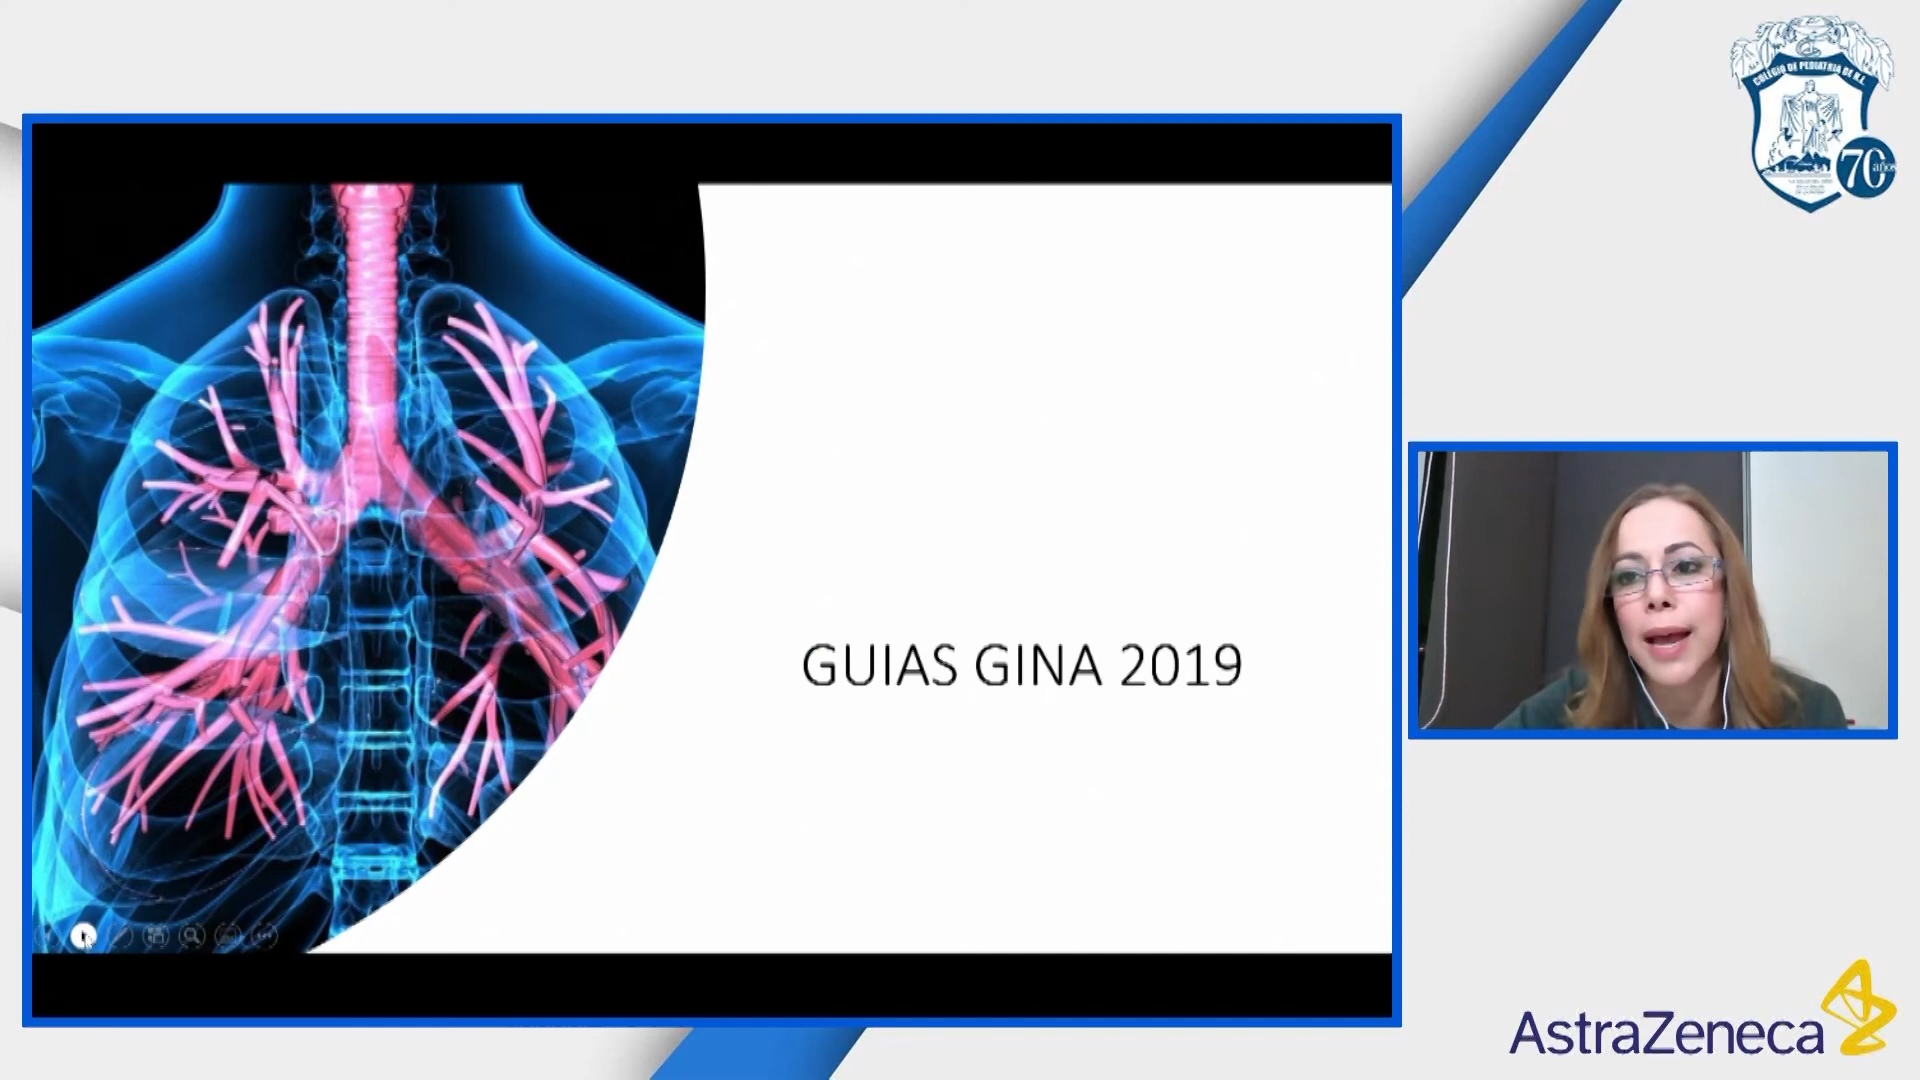 COLEGIO DE PEDIATRIA DE N.L.
70 años
GUIAS GINA 2019
AstraZeneca